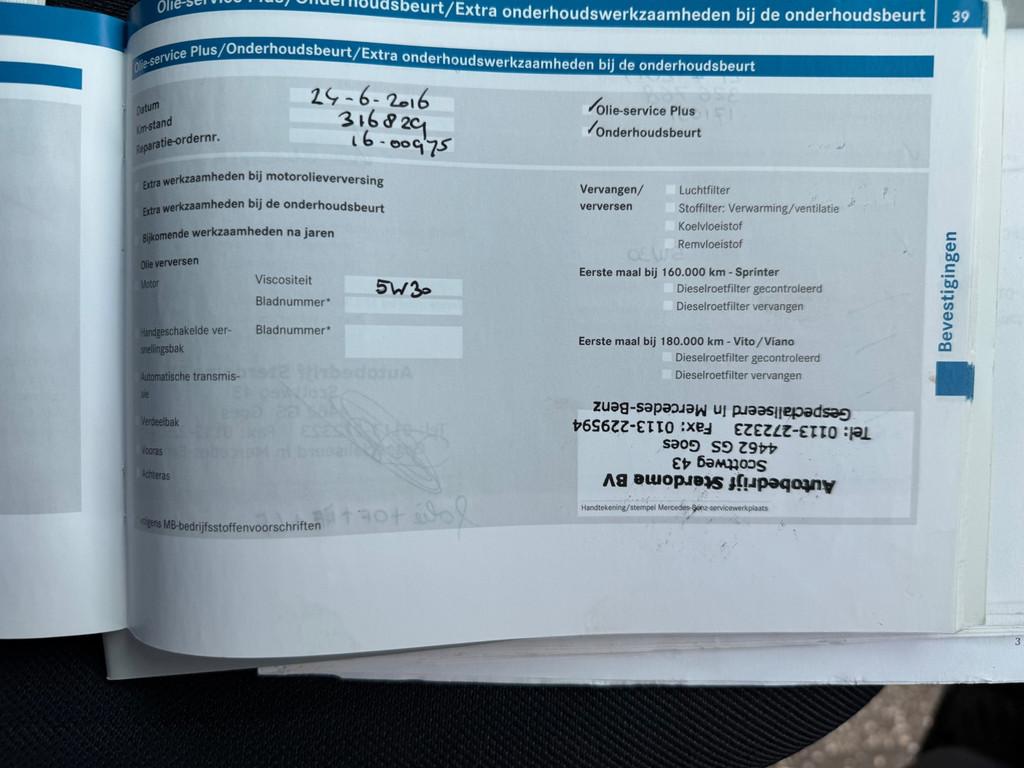 Olie-service Plus/Onderhoudsbeurt/Extra onderhoudswerkzaamheden bij de onderhoudsbeurt 39
Olie-service Plus/Onderhoudsbeurt/Extra onderhoudswerkzaamheden bij de onderhoudsbeurt
Datum 24-6-2016
Km-stand 316829
Reparatie-ordernr. 16-00975
Olie-service Plus
Onderhoudsbeurt
Extra werkzaamheden bij motorolieverversing
Extra werkzaamheden bij de onderhoudsbeurt
Bijkomende werkzaamheden na jaren
Olie verversen
Motor
Viscositeit 5W30
Bladnummer*
Handgeschakelde ver-
snellingsbak
Bladnummer*
Automatische transmis-
sie
Verdeelbak
Vooras
Achteras
volgens MB-bedrijfsstoffenvoorschriften
Vervangen/
verversen
Luchtfilter
Stoffilter: Verwarming/ventilatie
Koelvloeistof
Remvloeistof
Eerste maal bij 160.000 km - Sprinter
Dieselroetfilter gecontroleerd
Dieselroetfilter vervangen
Eerste maal bij 180.000 km - Vito/Viano
Dieselroetfilter gecontroleerd
Dieselroetfilter vervangen
Autobedrijf Sterdome BV
Scottweg 43
4462 GS Goes
Tel: 0113-272323 Fax: 0113-229594
Gespecialiseerd in Mercedes-Benz
Handtekening/stempel Mercedes-Benz-servicewerkplaats
Bevestigingen
3